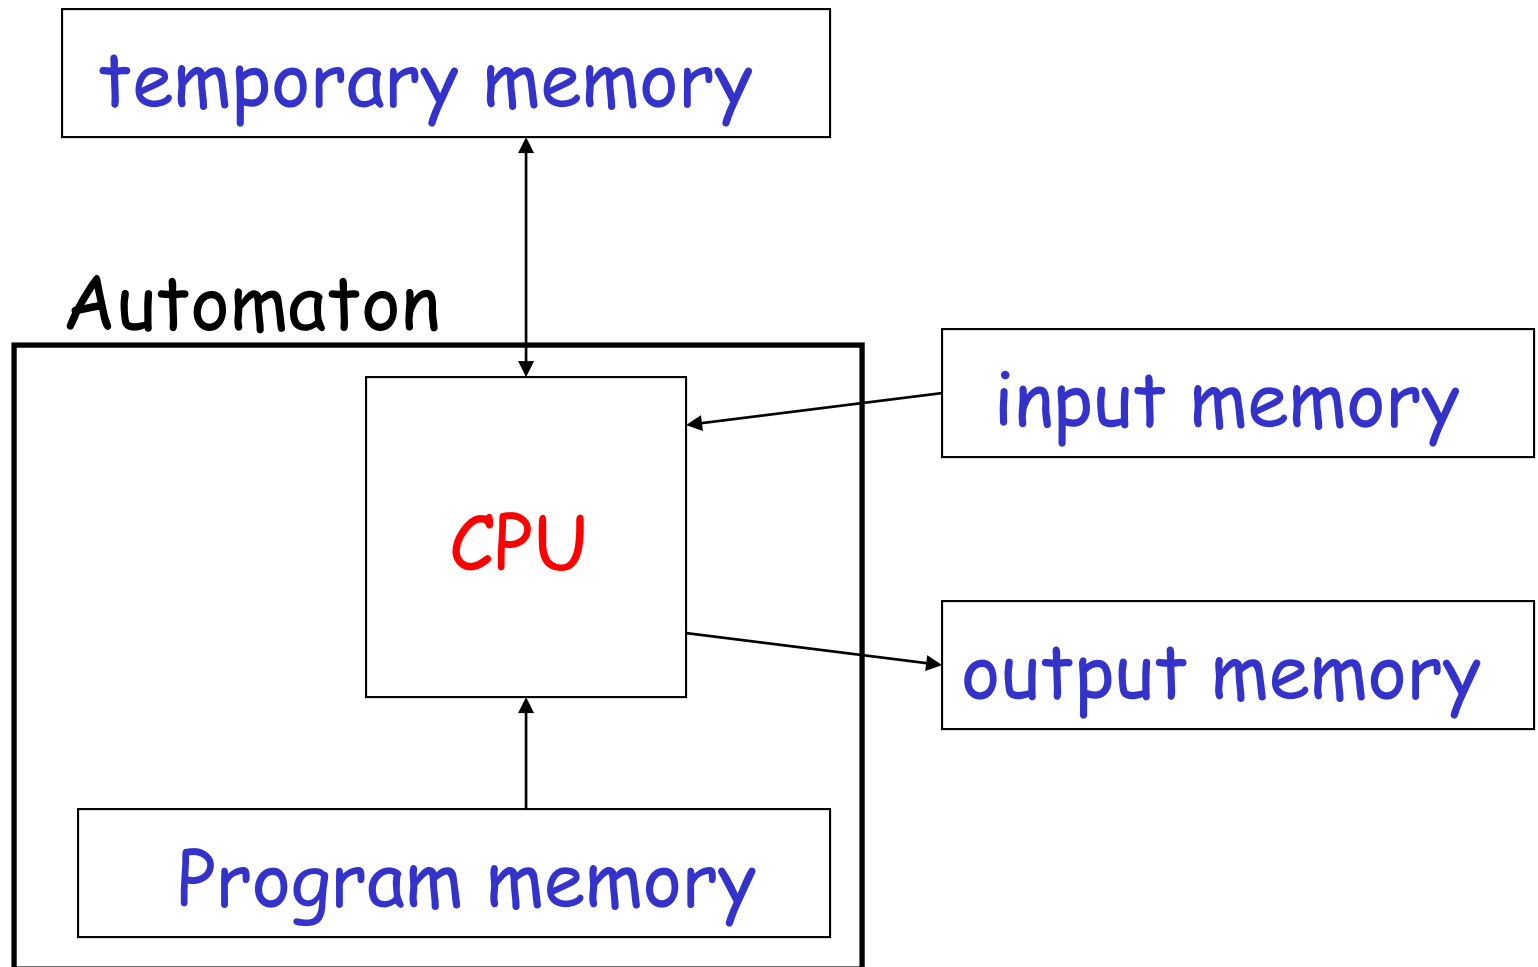 temporary memory
Automaton
input memory
CPU
output memory
Program memory